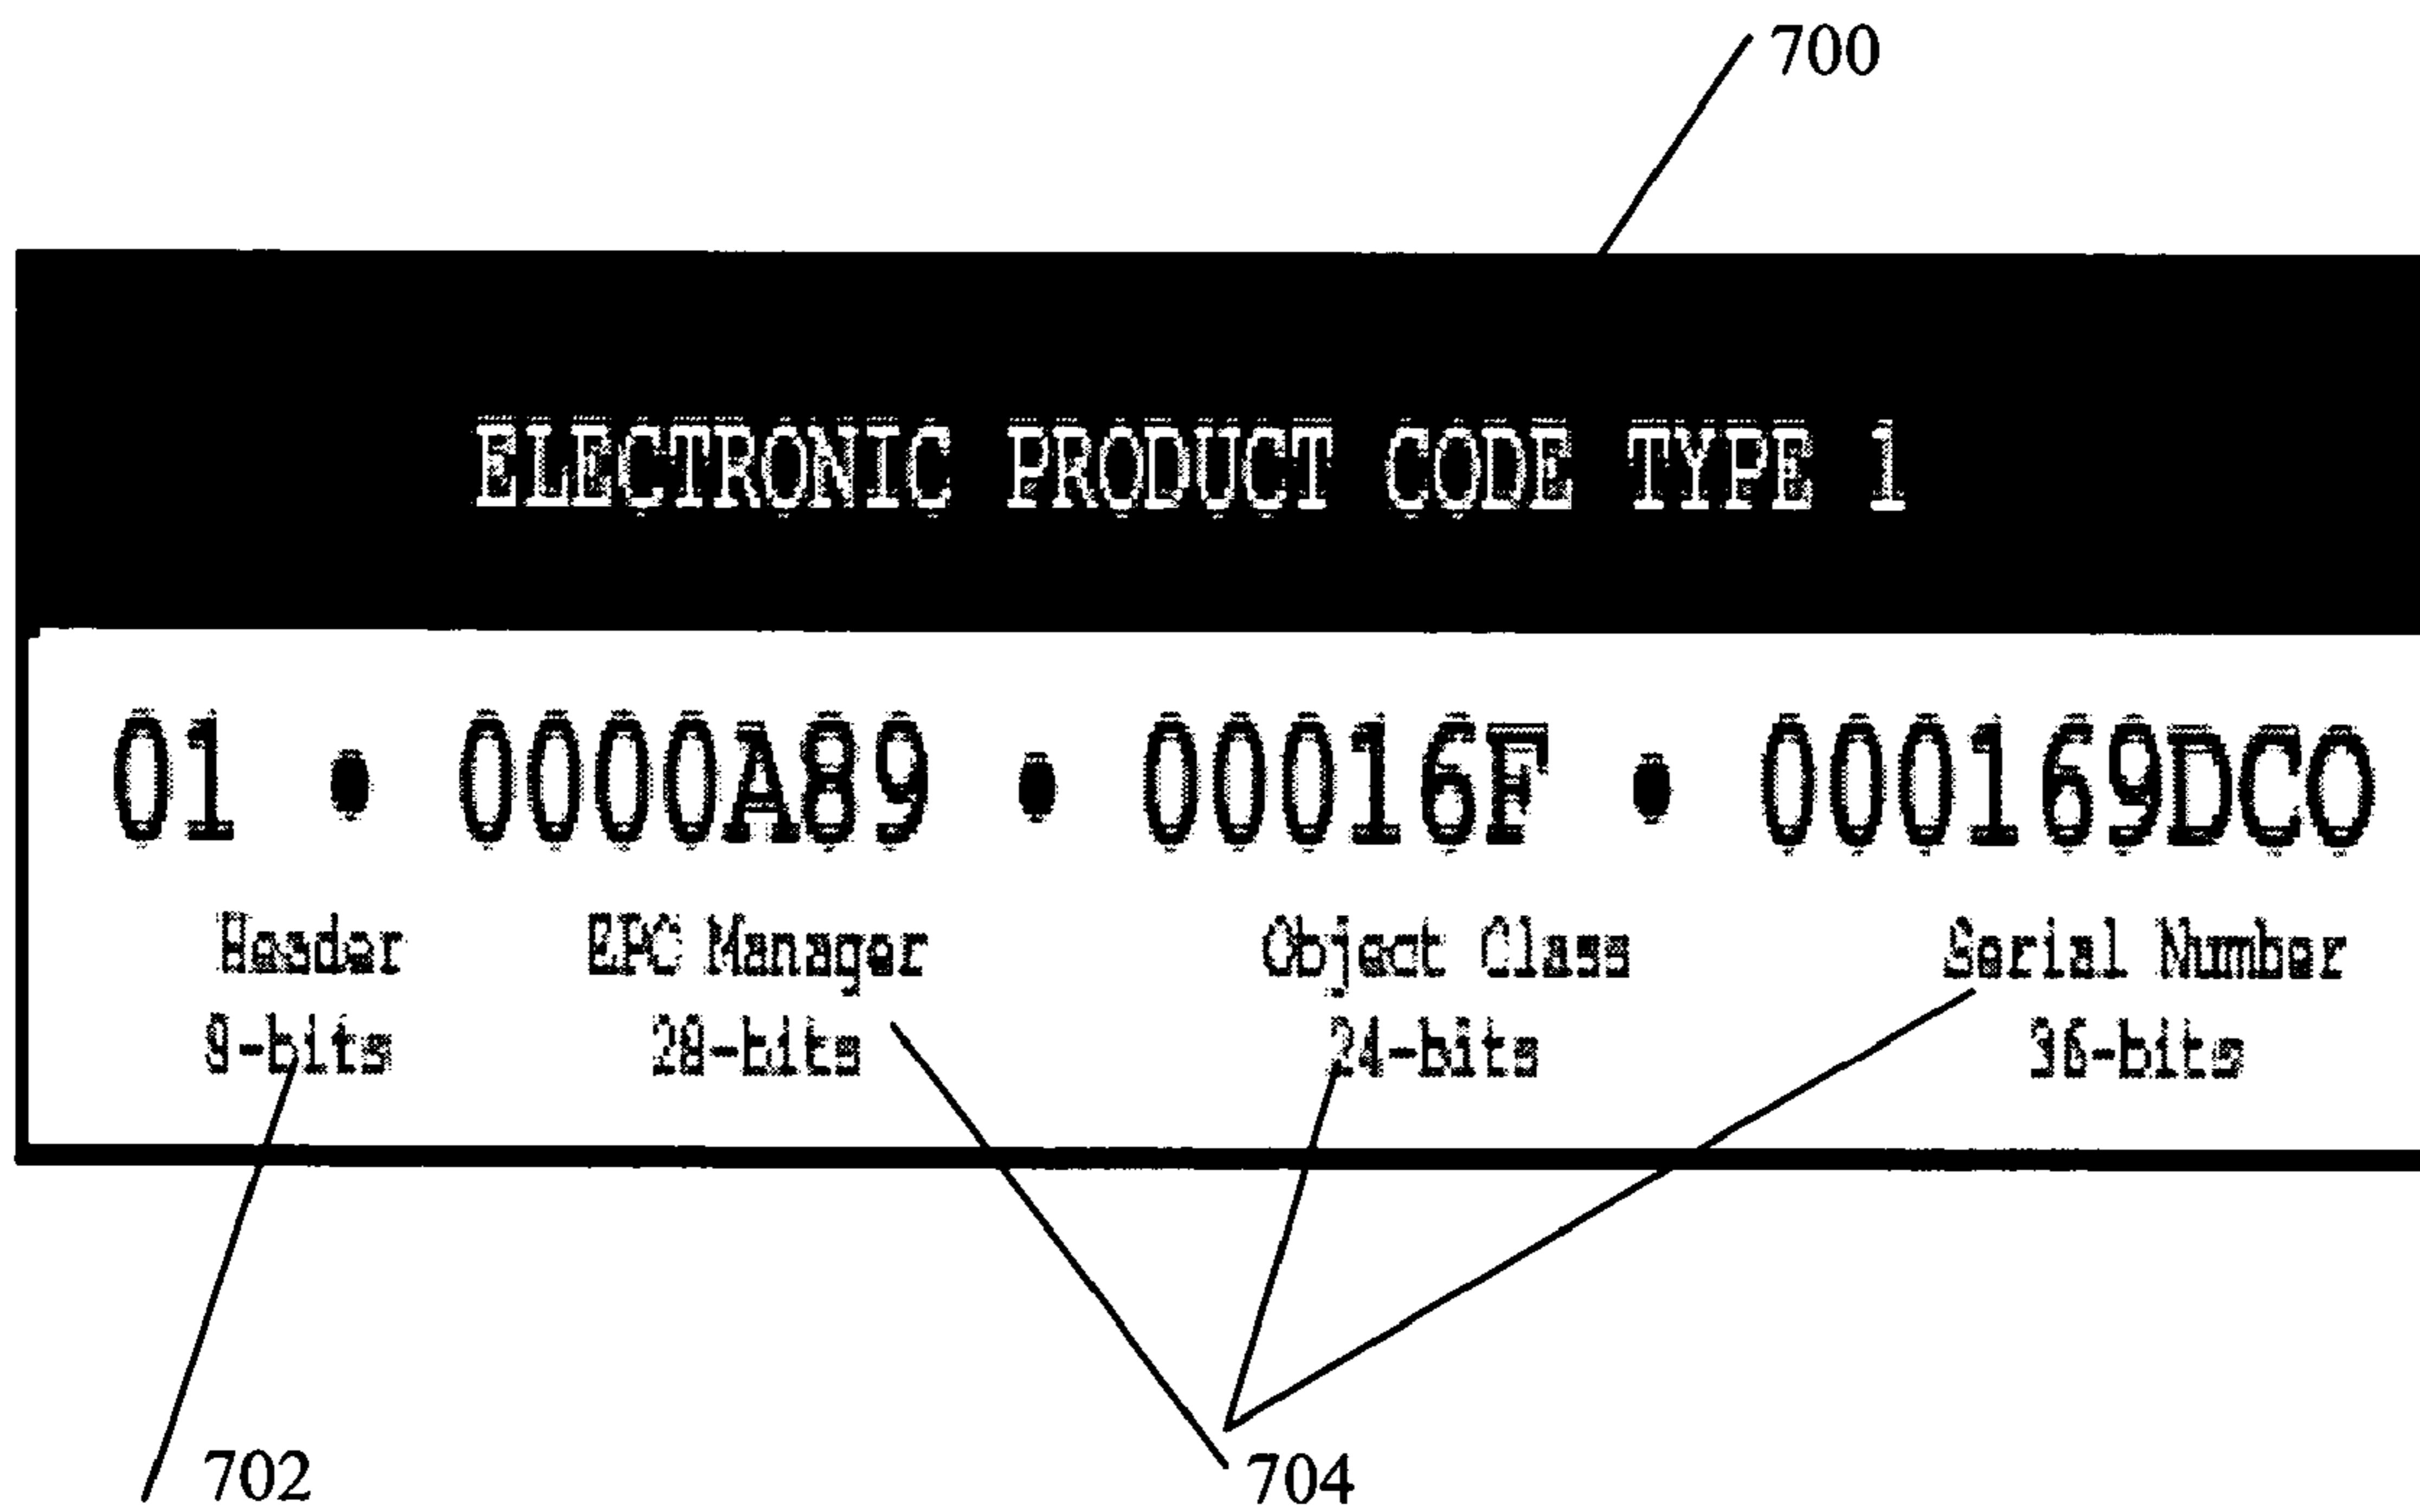 700
ELECTRONIC PRODUCT CODE TYPE 1
01 • 0000A89 • 00016F • 000169DC0
Header EPC Manager Object Class Serial Number
8-bits 28-bits 24-bits 36-bits
702 704